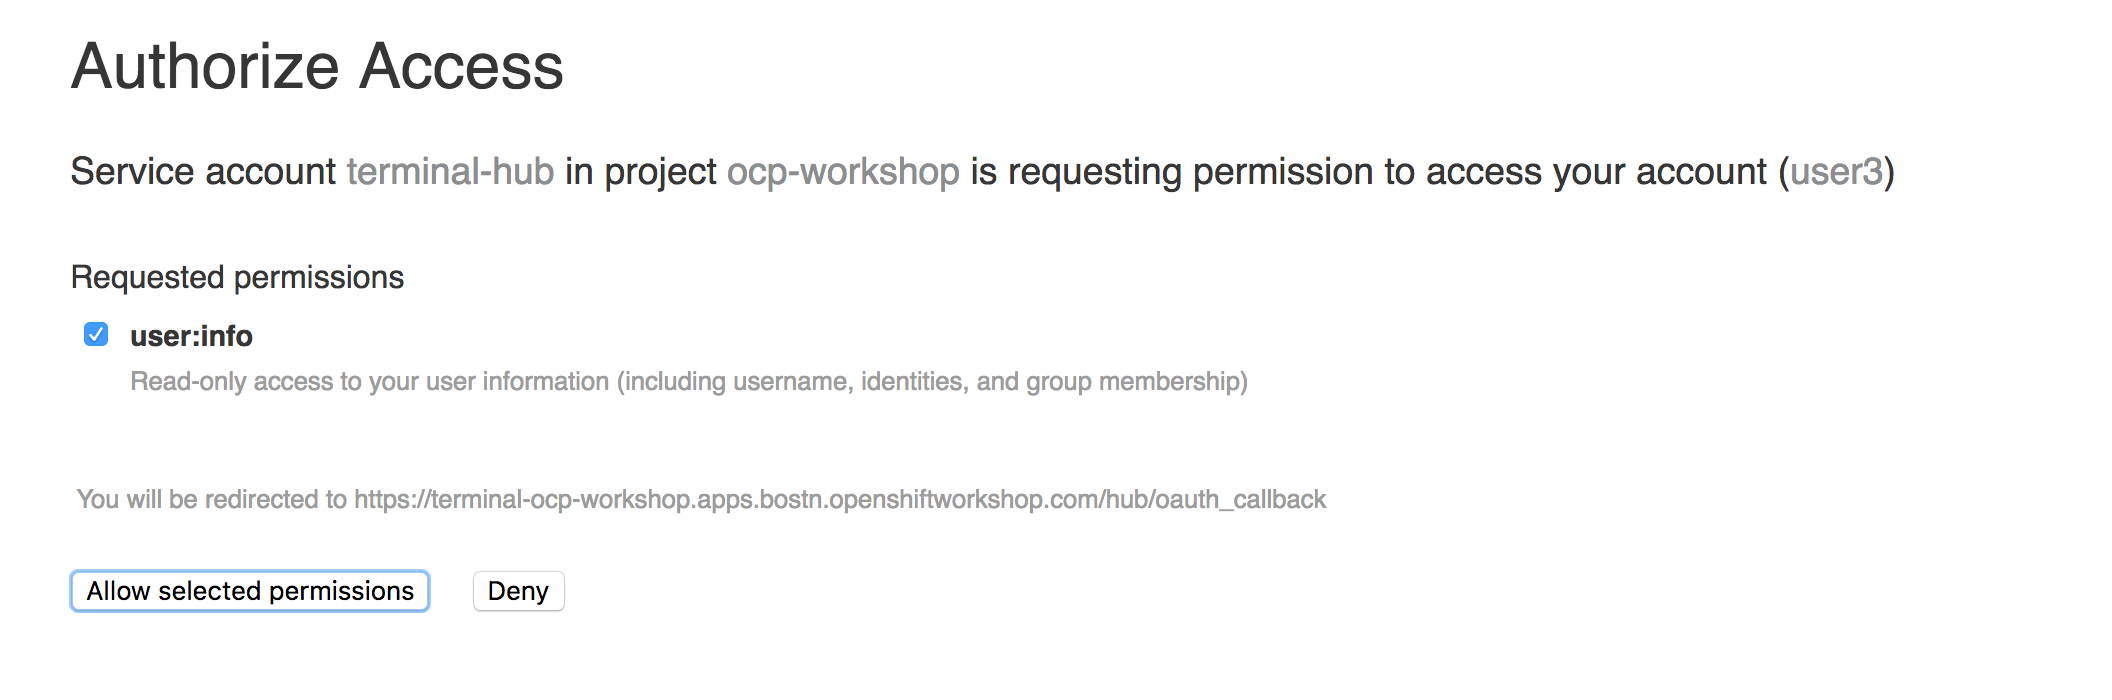 Authorize Access
Service account terminal-hub in project ocp-workshop is requesting permission to access your account (user3)
Requested permissions
user:info
Read-only access to your user information (including username, identities, and group membership)
You will be redirected to https://terminal-ocp-workshop.apps.bostn.openshiftworkshop.com/hub/oauth_callback
Allow selected permissions Deny